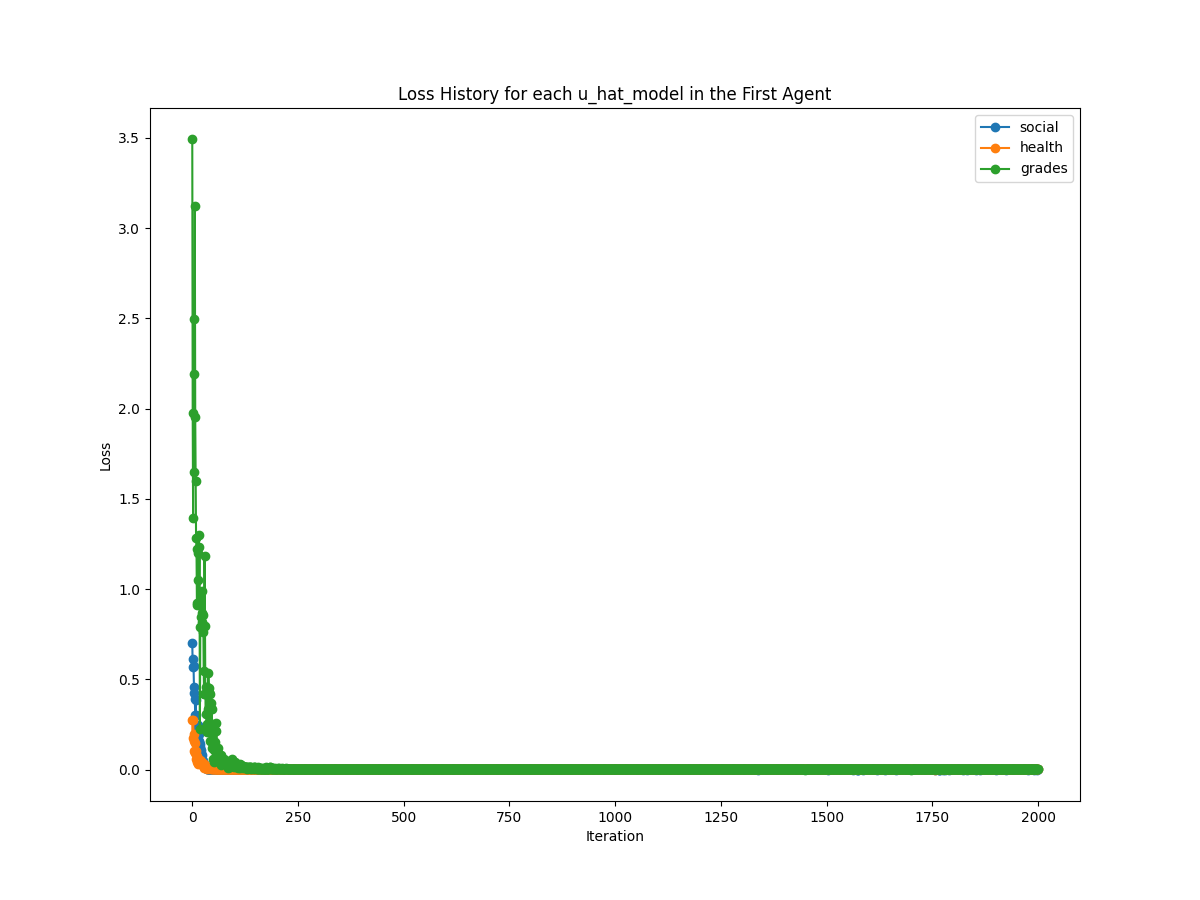 Loss History for each u_hat_model in the First Agent
social
health
grades
3.5
3.0
2.5
2.0
1.5
1.0
0.5
0.0
Loss
0 250 500 750 1000 1250 1500 1750 2000
Iteration